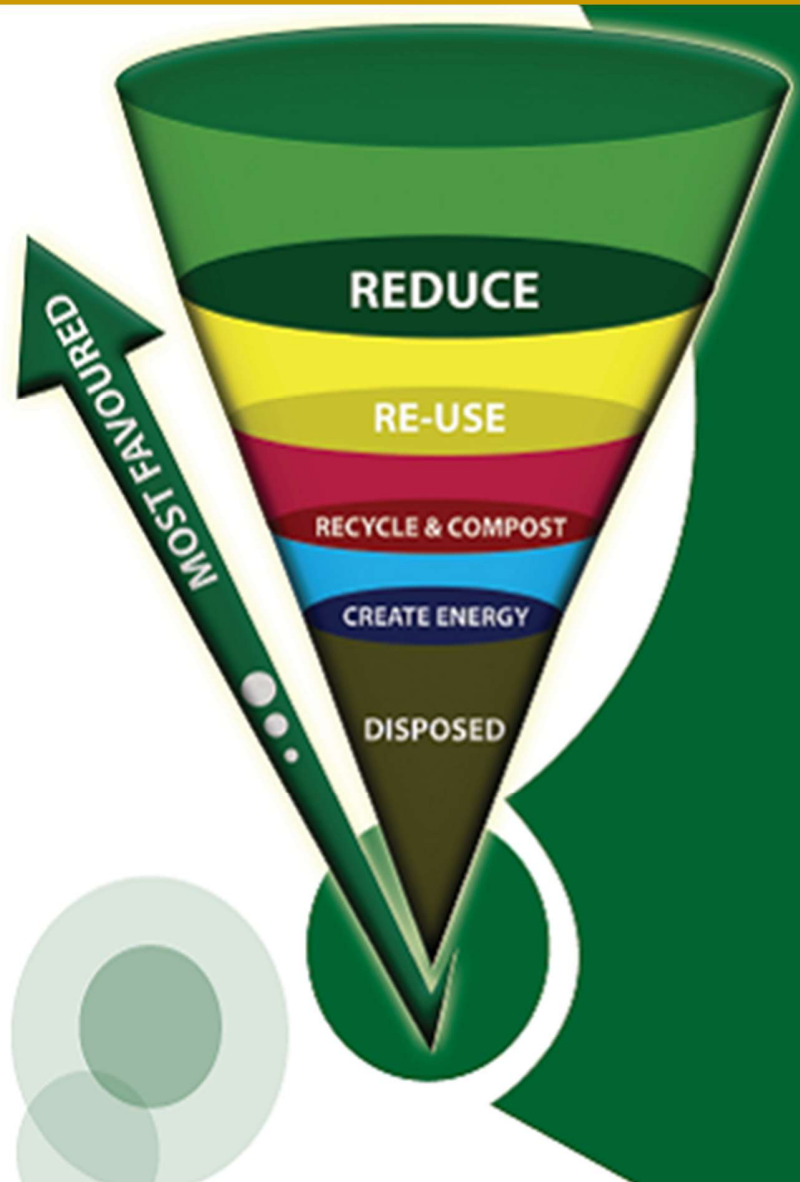 REDUCE
RE-USE
RECYCLE & COMPOST
CREATE ENERGY
DISPOSED
MOST FAVOURED